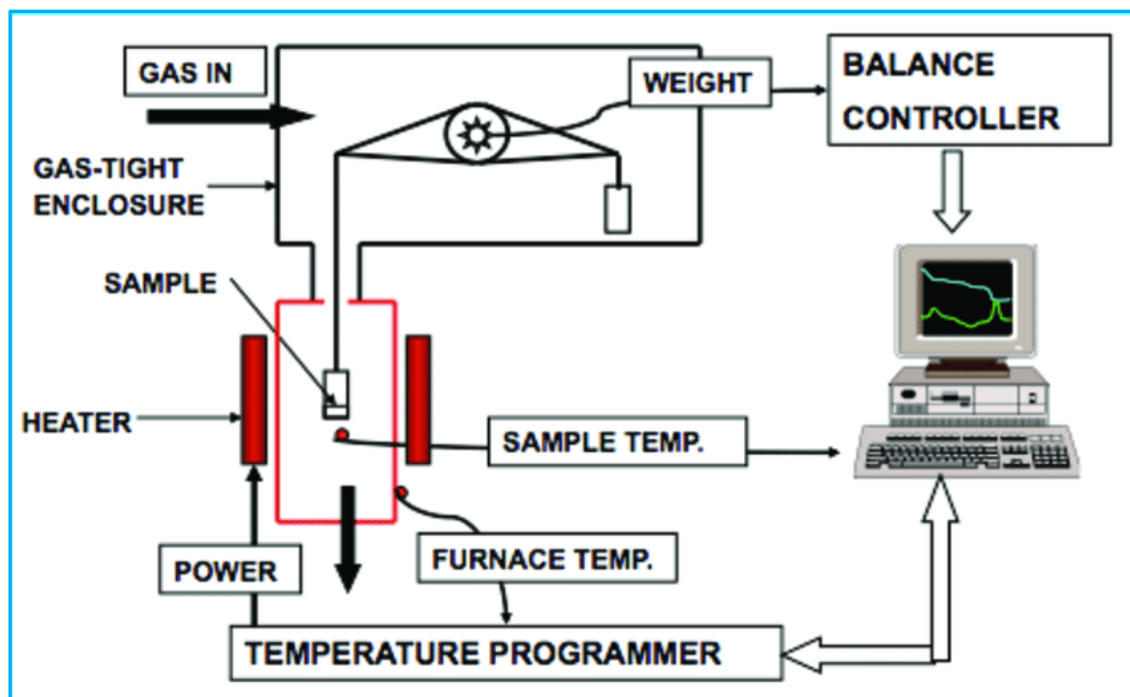 GAS IN
WEIGHT
BALANCE
CONTROLLER
GAS-TIGHT
ENCLOSURE
SAMPLE
HEATER
SAMPLE TEMP.
FURNACE TEMP.
POWER
TEMPERATURE PROGRAMMER